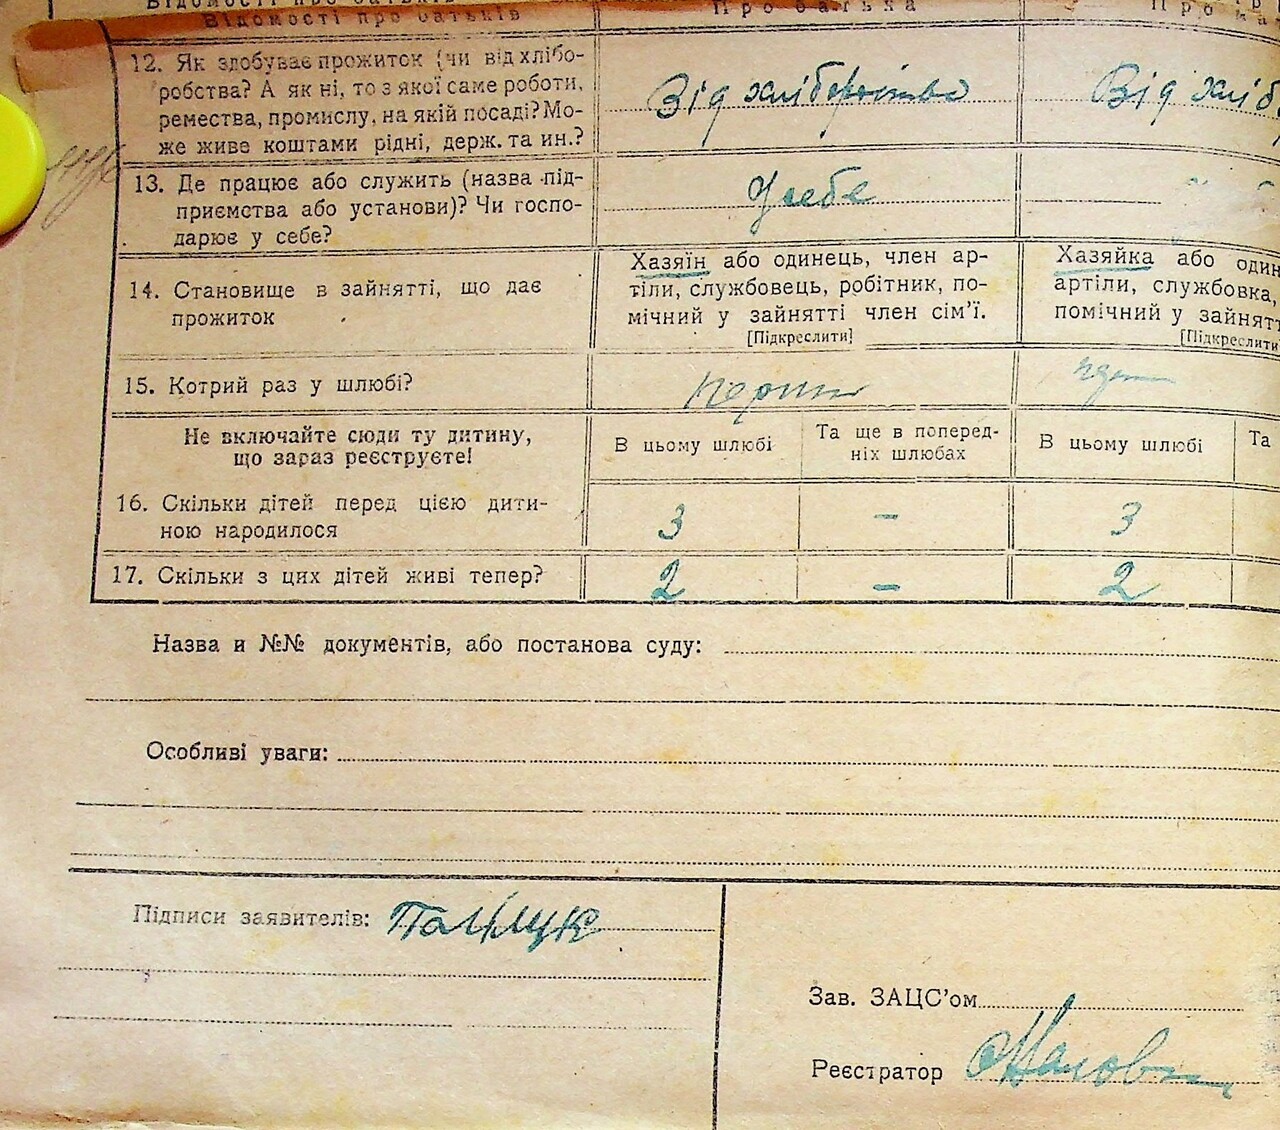 Відомості про батьків
Про батька
12. Як здобуває прожиток (чи від хлібо-
робства? А як ні, то з якої саме роботи,
ремества, промислу, на якій посаді? Мо-
же живе коштами рідні, держ. та ин.?
Від хліборобства
Від хліб
13. Де працює або служить (назва під-
приємства або установи)? Чи госпо-
дарює у себе?
У себе
14. Становище в зайнятті, що дає
прожиток
Хазяїн або одинець, член ар-
тіли, службовець, робітник, по-
мічний у зайнятті член сім'ї.
[Підкреслити]
Хазяйка або один
артіли, службовка,
помічний у зайнятт
[Підкреслити
15. Котрий раз у шлюбі?
перший
Не включайте сюди ту дитину,
що зараз реєструєте!
В цьому шлюбі
Та ще в поперед-
ніх шлюбах
В цьому шлюбі
Та
16. Скільки дітей перед цією дити-
ною народилося
3 - 3
17. Скільки з цих дітей живі тепер?
2 - 2
Назва и №№ документів, або постанова суду:
Особливі уваги:
Підписи заявителів:
Зав. ЗАЦС'ом
Реєстратор